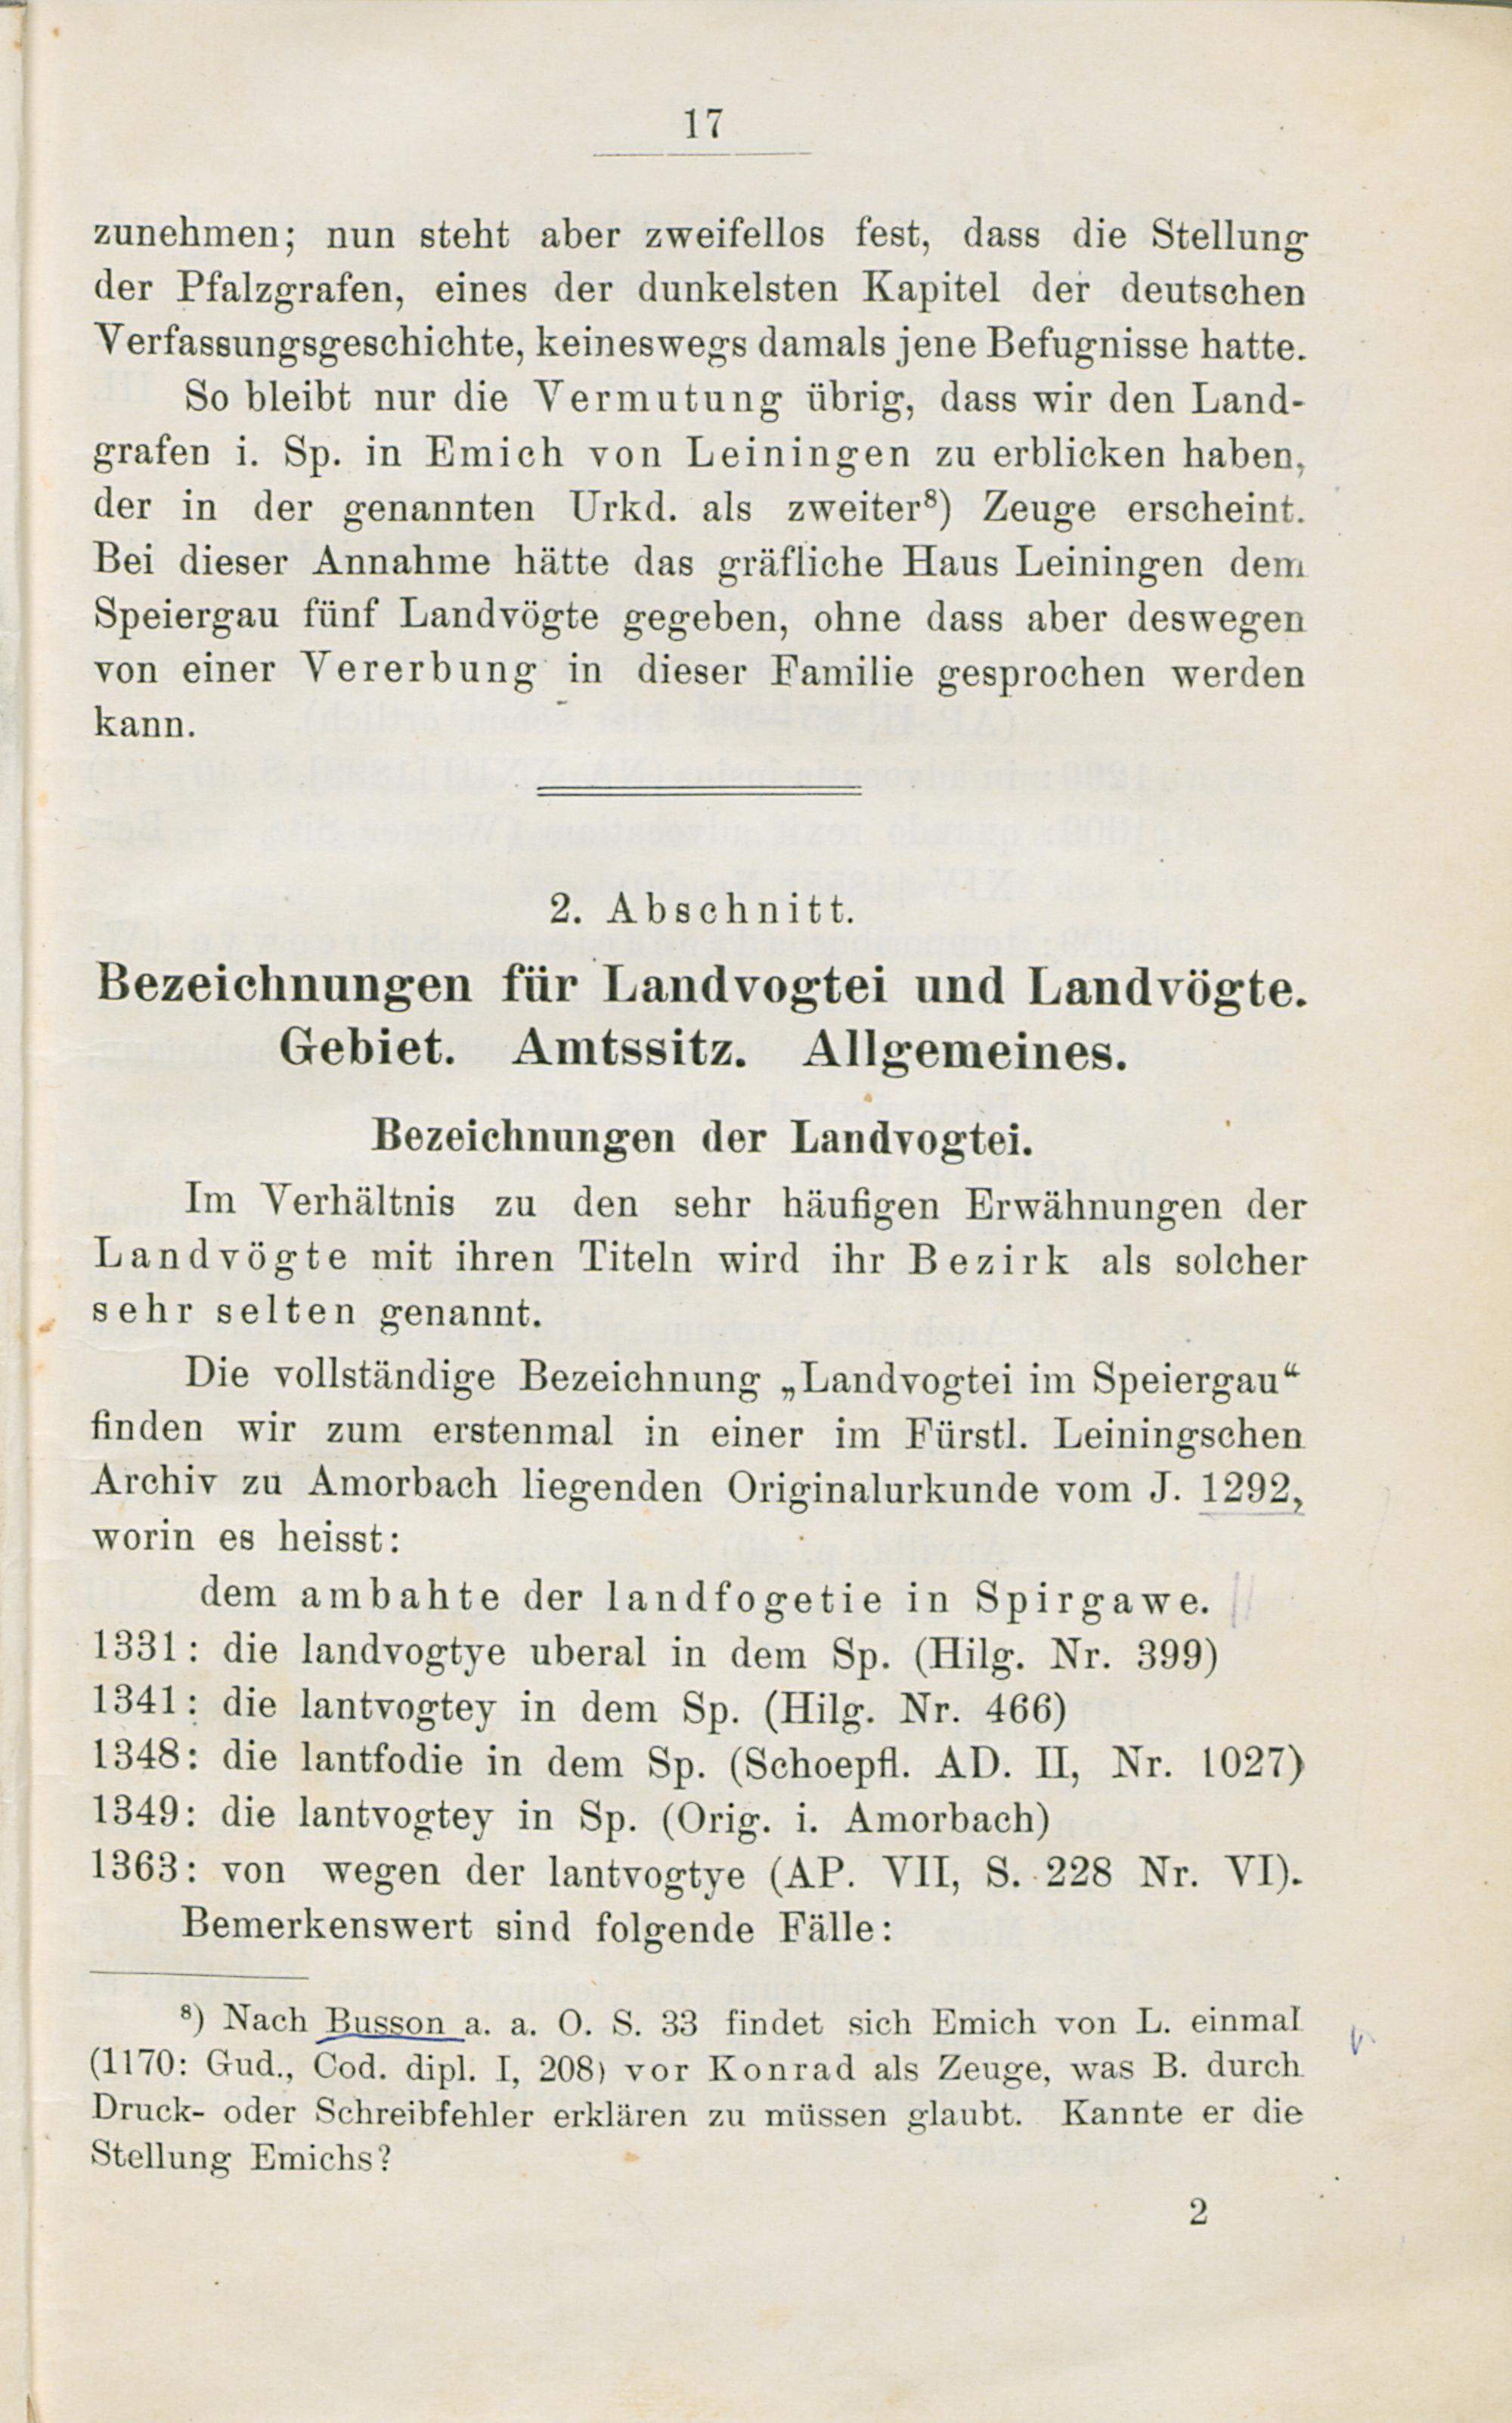 17
zunehmen; nun steht aber zweifellos fest, dass die Stellung
der Pfalzgrafen, eines der dunkelsten Kapitel der deutschen
Verfassungsgeschichte, keineswegs damals jene Befugnisse hatte.
So bleibt nur die Vermutung übrig, dass wir den Land-
grafen i. Sp. in Emich von Leiningen zu erblicken haben,
der in der genannten Urkd. als zweiter⁸) Zeuge erscheint.
Bei dieser Annahme hätte das gräfliche Haus Leiningen dem
Speiergau fünf Landvögte gegeben, ohne dass aber deswegen
von einer Vererbung in dieser Familie gesprochen werden
kann.
2. Abschnitt.
Bezeichnungen für Landvogtei und Landvögte.
Gebiet. Amtssitz. Allgemeines.
Bezeichnungen der Landvogtei.
Im Verhältnis zu den sehr häufigen Erwähnungen der
Landvögte mit ihren Titeln wird ihr Bezirk als solcher
sehr selten genannt.
Die vollständige Bezeichnung „Landvogtei im Speiergau“
finden wir zum erstenmal in einer im Fürstl. Leiningschen
Archiv zu Amorbach liegenden Originalurkunde vom J. 1292,
worin es heisst:
dem ambahte der landfogetie in Spirgawe.
1331: die landvogtye uberal in dem Sp. (Hilg. Nr. 399)
1341: die lantvogtey in dem Sp. (Hilg. Nr. 466)
1348: die lantfodie in dem Sp. (Schoepfl. AD. II, Nr. 1027)
1349: die lantvogtey in Sp. (Orig. i. Amorbach)
1363: von wegen der lantvogtye (AP. VII, S. 228 Nr. VI).
Bemerkenswert sind folgende Fälle:
⁸) Nach Busson a. a. O. S. 33 findet sich Emich von L. einmal
(1170: Gud., Cod. dipl. I, 208) vor Konrad als Zeuge, was B. durch
Druck- oder Schreibfehler erklären zu müssen glaubt. Kannte er die
Stellung Emichs?
2